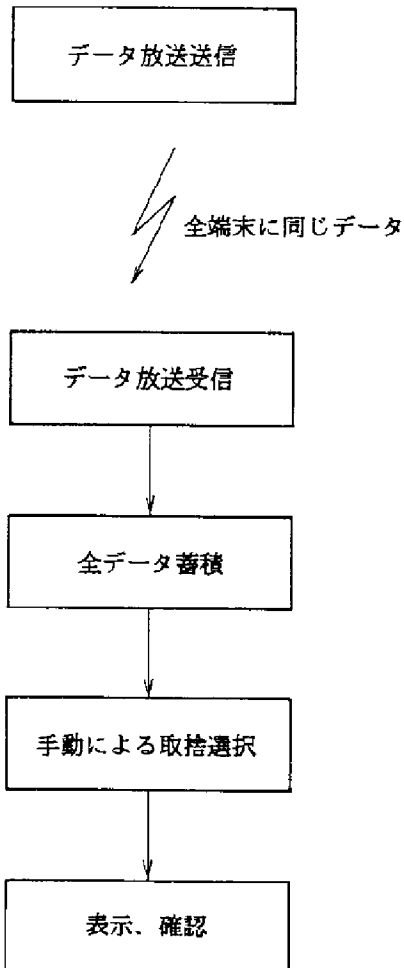 データ放送送信
全端末に同じデータ
データ放送受信
全データ蓄積
手動による取捨選択
表示、確認